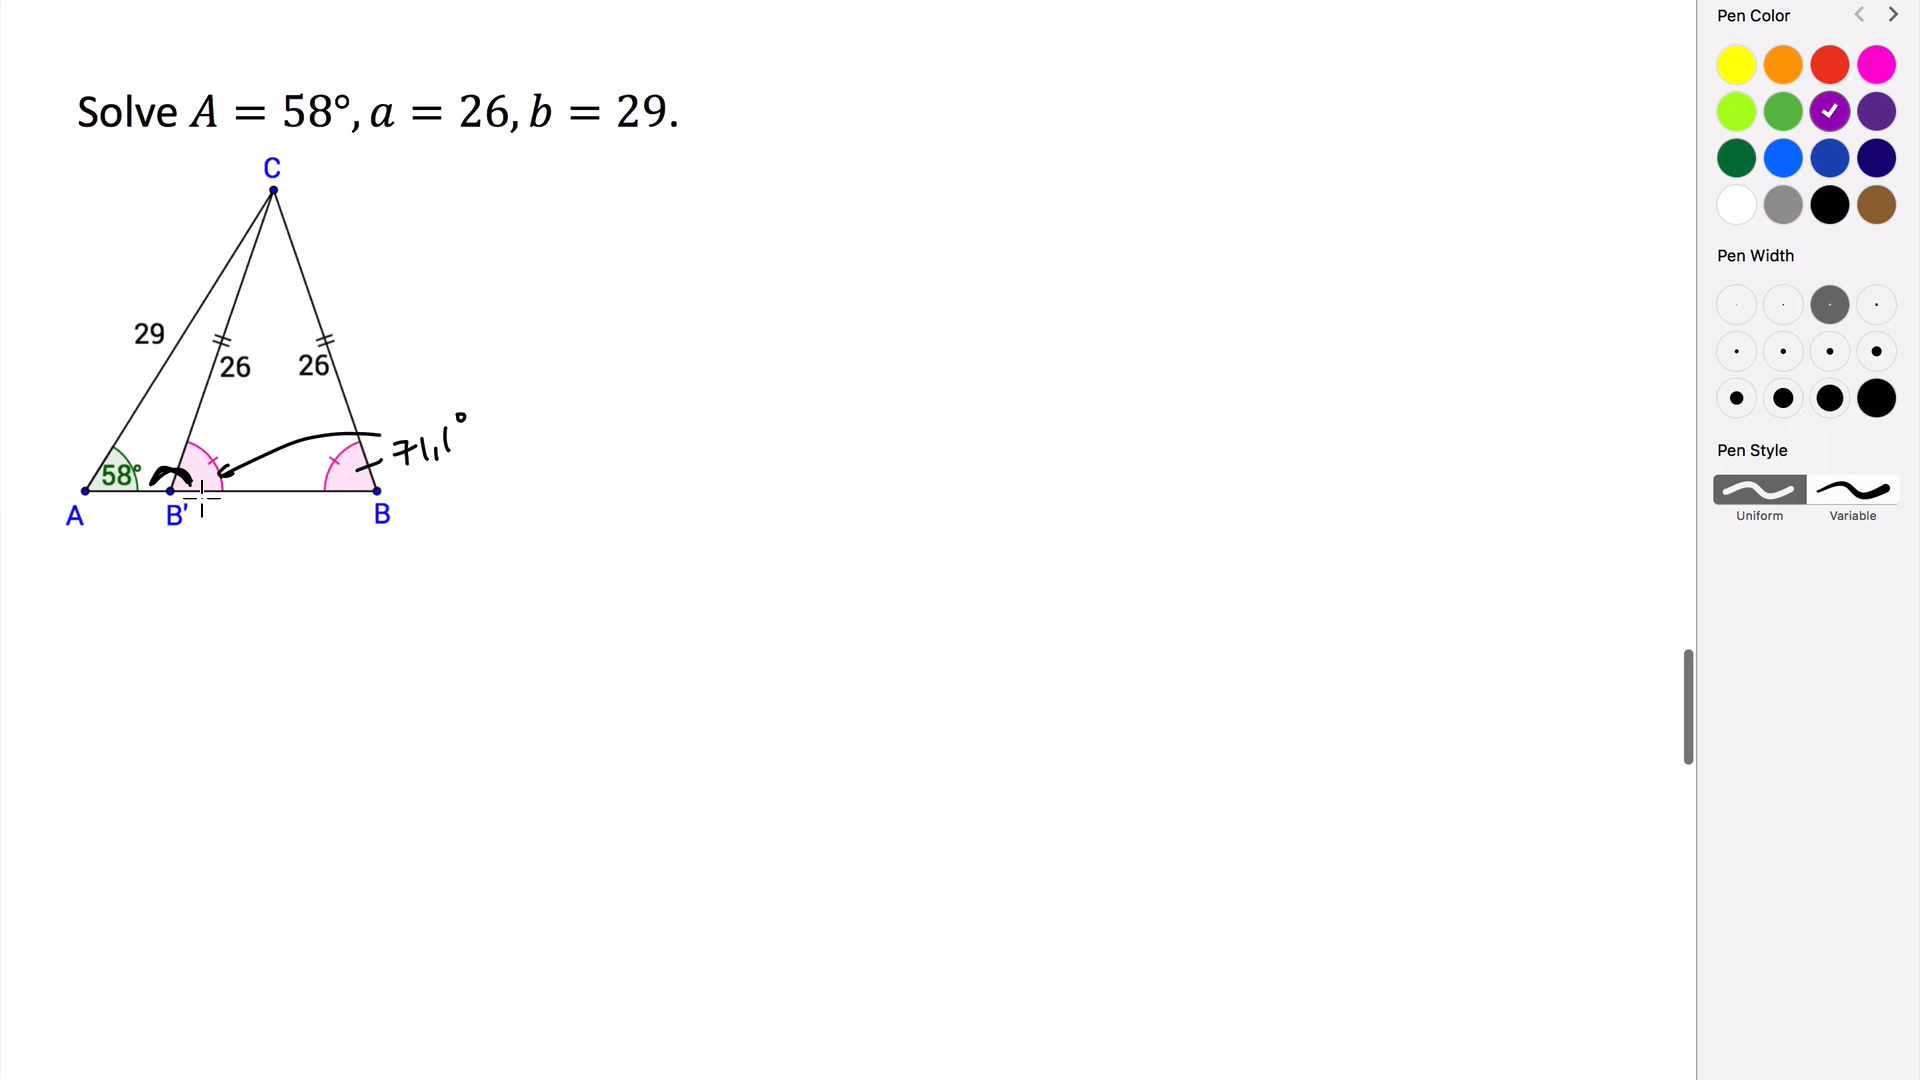 Solve A = 58°, a = 26, b = 29.
C
29
26
26
71,1°
58°
A
B'
B
Pen Color
Pen Width
Pen Style
Uniform
Variable